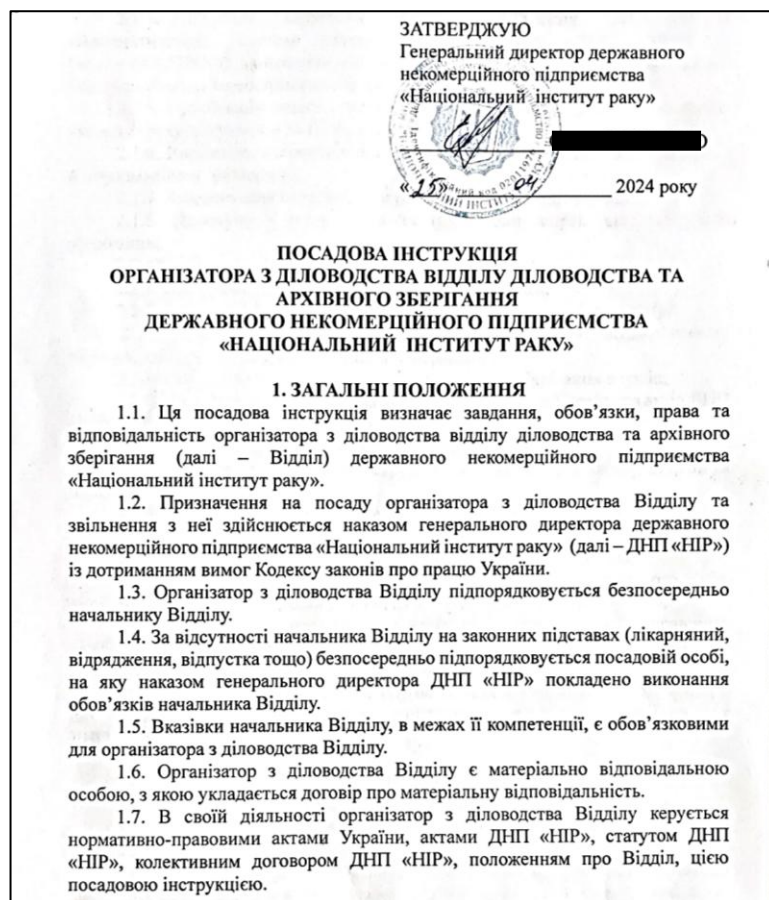 ЗАТВЕРДЖУЮ
Генеральний директор державного
некомерційного підприємства
«Національний інститут раку»
«25» 04 2024 року
ПОСАДОВА ІНСТРУКЦІЯ
ОРГАНІЗАТОРА З ДІЛОВОДСТВА ВІДДІЛУ ДІЛОВОДСТВА ТА
АРХІВНОГО ЗБЕРІГАННЯ
ДЕРЖАВНОГО НЕКОМЕРЦІЙНОГО ПІДПРИЄМСТВА
«НАЦІОНАЛЬНИЙ ІНСТИТУТ РАКУ»
1. ЗАГАЛЬНІ ПОЛОЖЕННЯ
1.1. Ця посадова інструкція визначає завдання, обов’язки, права та
відповідальність організатора з діловодства відділу діловодства та архівного
зберігання (далі – Відділ) державного некомерційного підприємства
«Національний інститут раку».
1.2. Призначення на посаду організатора з діловодства Відділу та
звільнення з неї здійснюється наказом генерального директора державного
некомерційного підприємства «Національний інститут раку» (далі – ДНП «НІР»)
із дотриманням вимог Кодексу законів про працю України.
1.3. Організатор з діловодства Відділу підпорядковується безпосередньо
начальнику Відділу.
1.4. За відсутності начальника Відділу на законних підставах (лікарняний,
відрядження, відпустка тощо) безпосередньо підпорядковується посадовій особі,
на яку наказом генерального директора ДНП «НІР» покладено виконання
обов’язків начальника Відділу.
1.5. Вказівки начальника Відділу, в межах її компетенції, є обов’язковими
для організатора з діловодства Відділу.
1.6. Організатор з діловодства Відділу є матеріально відповідальною
особою, з якою укладається договір про матеріальну відповідальність.
1.7. В своїй діяльності організатор з діловодства Відділу керується
нормативно-правовими актами України, актами ДНП «НІР», статутом ДНП
«НІР», колективним договором ДНП «НІР», положенням про Відділ, цією
посадовою інструкцією.